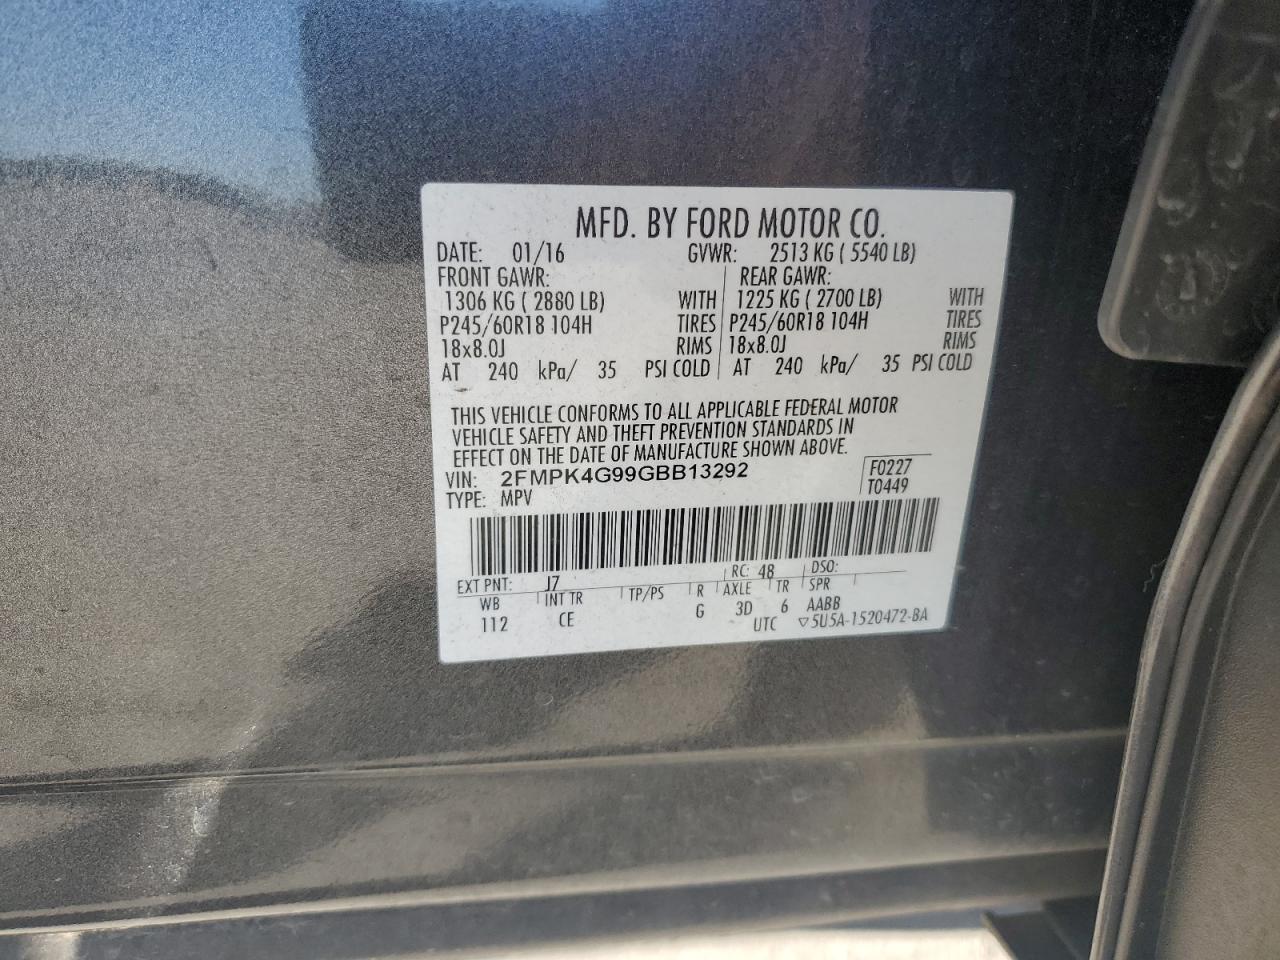 MFD. BY FORD MOTOR CO.
DATE: 01/16 GVWR: 2513 KG ( 5540 LB)
FRONT GAWR: REAR GAWR:
1306 KG ( 2880 LB) WITH 1225 KG ( 2700 LB) WITH
P245/60R18 104H TIRES P245/60R18 104H TIRES
18x8.0J RIMS 18x8.0J RIMS
AT 240 kPa/ 35 PSI COLD AT 240 kPa/ 35 PSI COLD
THIS VEHICLE CONFORMS TO ALL APPLICABLE FEDERAL MOTOR
VEHICLE SAFETY AND THEFT PREVENTION STANDARDS IN
EFFECT ON THE DATE OF MANUFACTURE SHOWN ABOVE.
VIN: 2FMPK4G99GBB13292 F0227
TYPE: MPV T0449
EXT PNT: J7 RC: 48 DSO:
WB INT TR TP/PS R AXLE TR SPR
112 CE G 3D 6 AABB
UTC ▽5U5A-1520472-BA